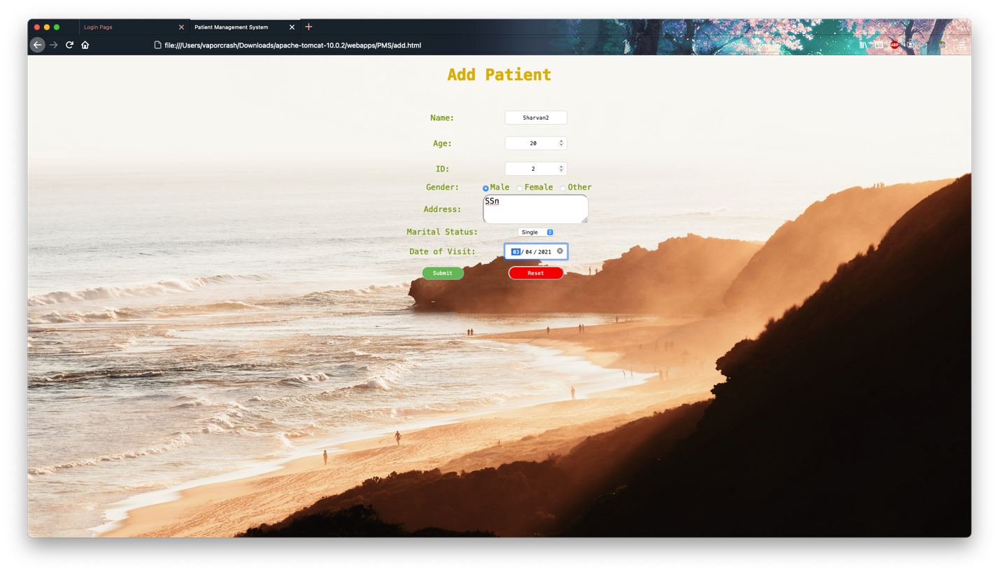 Login Page
Patient Management System
file:///Users/vaporcrash/Downloads/apache-tomcat-10.0.2/webapps/PMS/add.html
ABP
Add Patient
Name: Sharvan2
Age: 20
ID: 2
Gender: Male Female Other
Address: SSn
Marital Status: Single
Date of Visit: 03/04/2021
Submit Reset